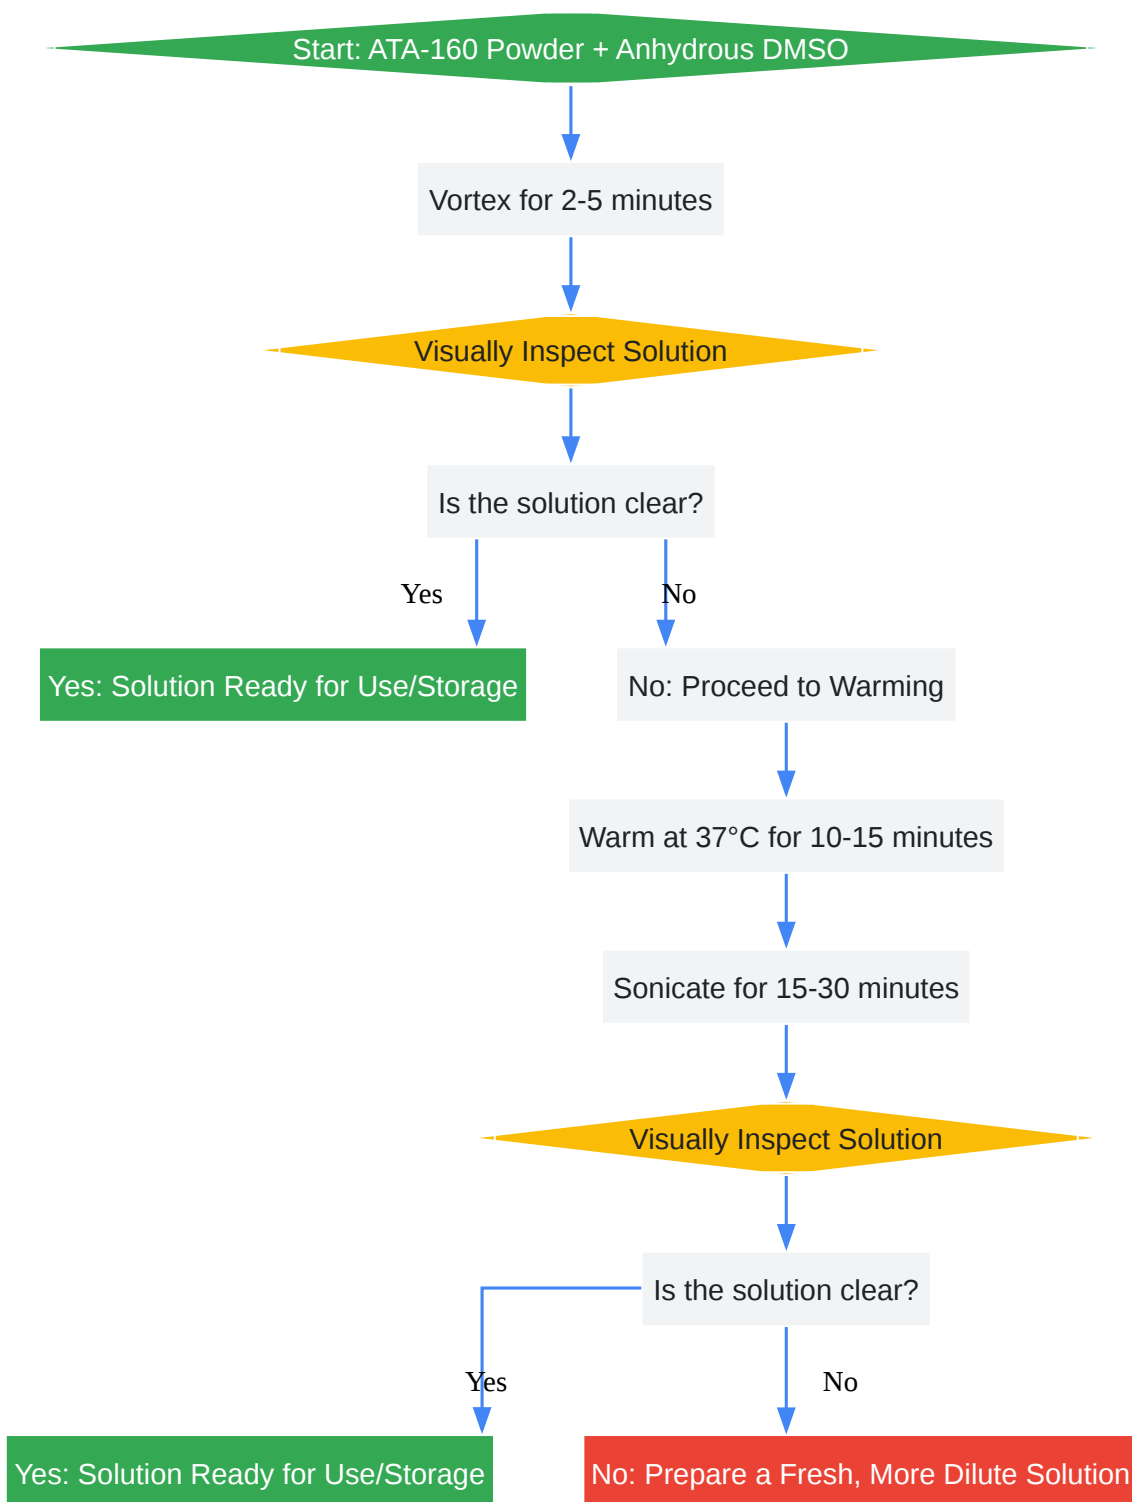 Start: ATA-160 Powder + Anhydrous DMSO
Vortex for 2-5 minutes
Visually Inspect Solution
Is the solution clear?
Yes
No
Yes: Solution Ready for Use/Storage
No: Proceed to Warming
Warm at 37°C for 10-15 minutes
Sonicate for 15-30 minutes
Visually Inspect Solution
Is the solution clear?
Yes
No
Yes: Solution Ready for Use/Storage
No: Prepare a Fresh, More Dilute Solution